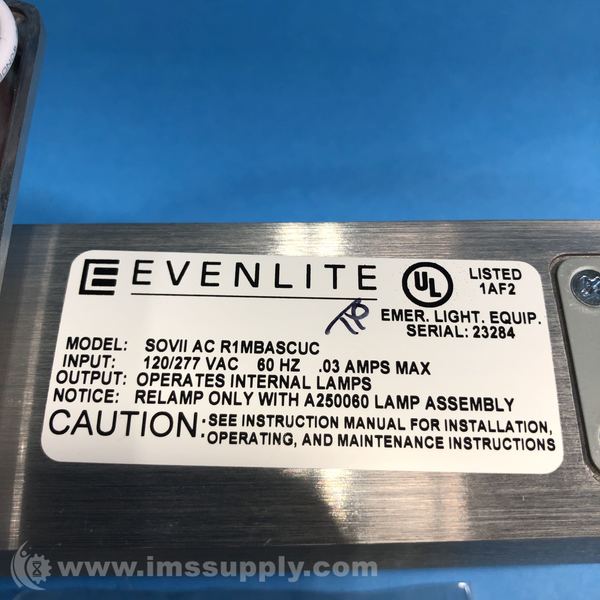 EVENLITE
UL
LISTED
1AF2
EMER. LIGHT. EQUIP.
SERIAL: 23284
MODEL: SOVII AC R1MBASCUC
INPUT: 120/277 VAC 60 HZ .03 AMPS MAX
OUTPUT: OPERATES INTERNAL LAMPS
NOTICE: RELAMP ONLY WITH A250060 LAMP ASSEMBLY
CAUTION: SEE INSTRUCTION MANUAL FOR INSTALLATION,
OPERATING, AND MAINTENANCE INSTRUCTIONS
www.imssupply.com